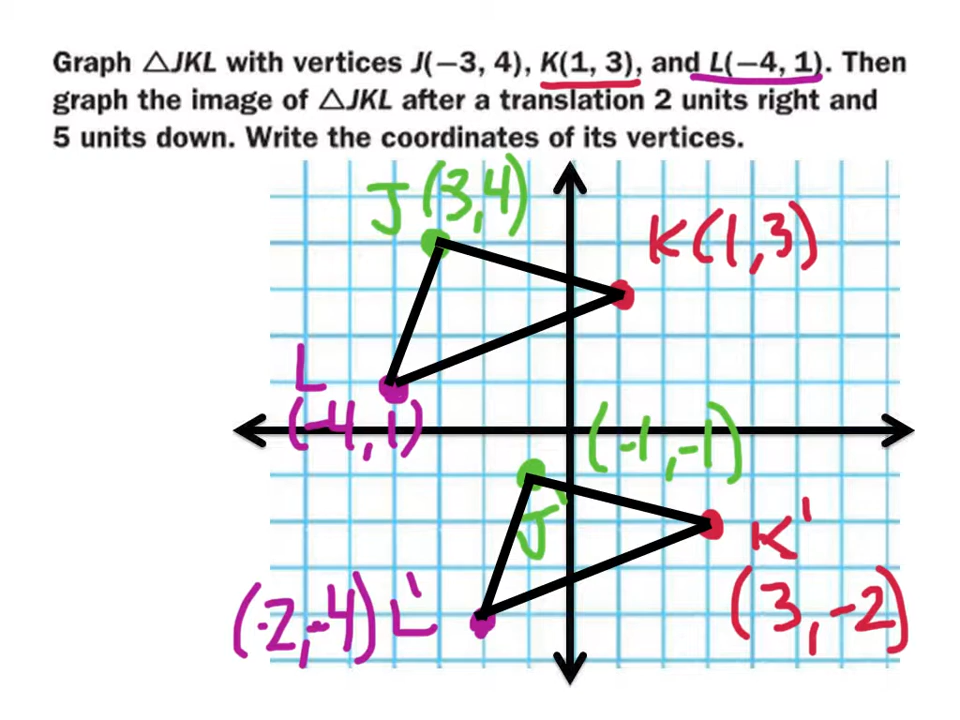 Graph △JKL with vertices J(−3, 4), K(1, 3), and L(−4, 1). Then
graph the image of △JKL after a translation 2 units right and
5 units down. Write the coordinates of its vertices.
J (3,4)
K (1,3)
L
(-4,1)
(-1,-1)
J'
K'
(3,-2)
(-2,-4) L'